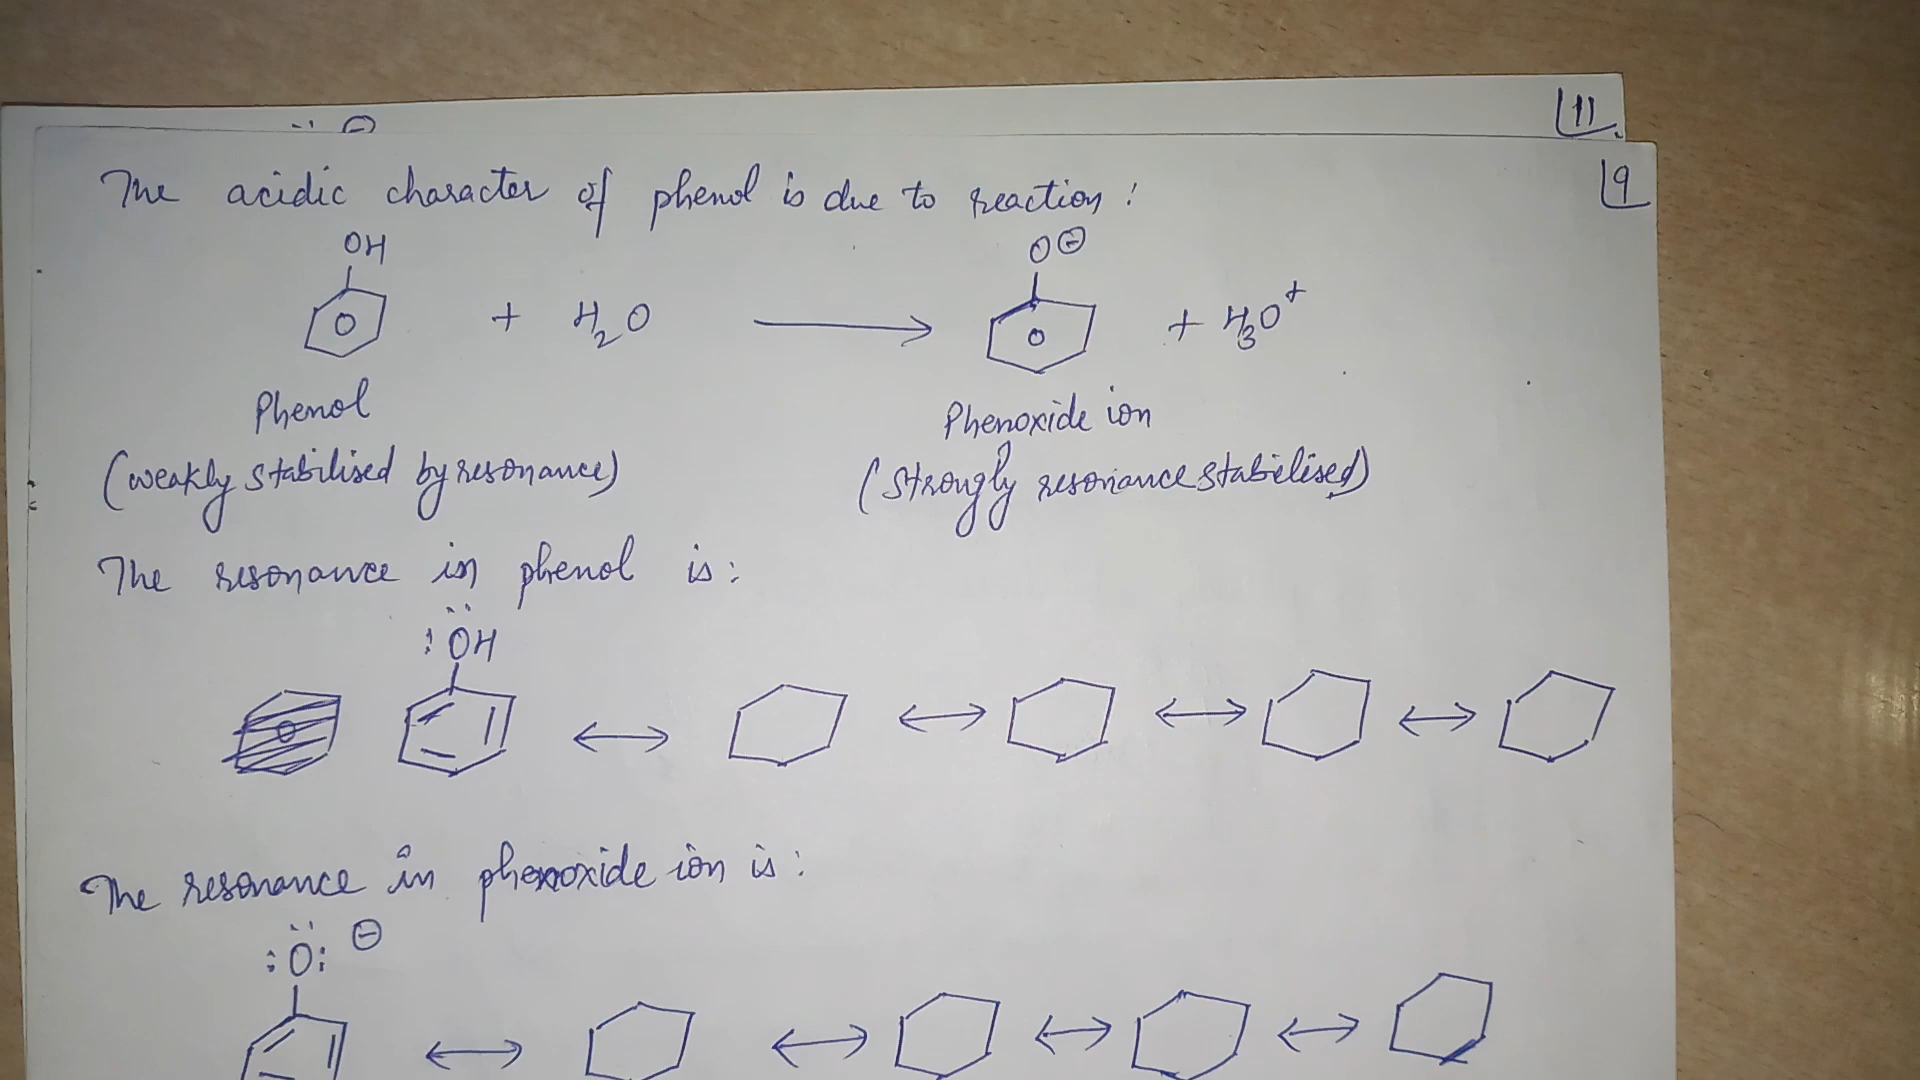 11
9
The acidic character of phenol is due to reaction:
OH
O⊖
+ H₂O ⟶ + H₃O⁺
Phenol
Phenoxide ion
(weakly stabilised by resonance)
(Strongly resonance stabilised)
The resonance in phenol is:
:ÖH
↔ ↔ ↔ ↔
The resonance in phenoxide ion is:
:Ö: ⊖
↔ ↔ ↔ ↔